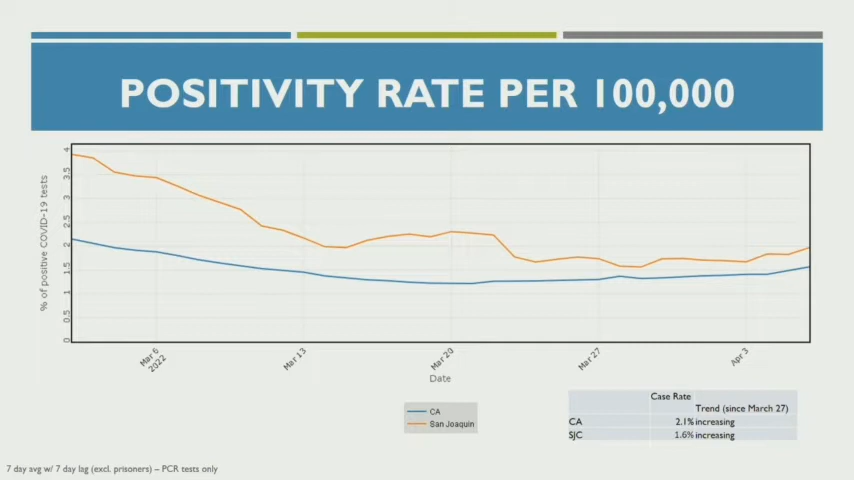 POSITIVITY RATE PER 100,000
% of positive COVID-19 tests
4
3.5
3
2.5
2
1.5
1
0.5
0
Mar 6
2022
Mar 13
Mar 20
Mar 27
Apr 3
Date
CA
San Joaquin
Case Rate
Trend (since March 27)
CA 2.1% increasing
SJC 1.6% increasing
7 day avg w/ 7 day lag (excl. prisoners) – PCR tests only